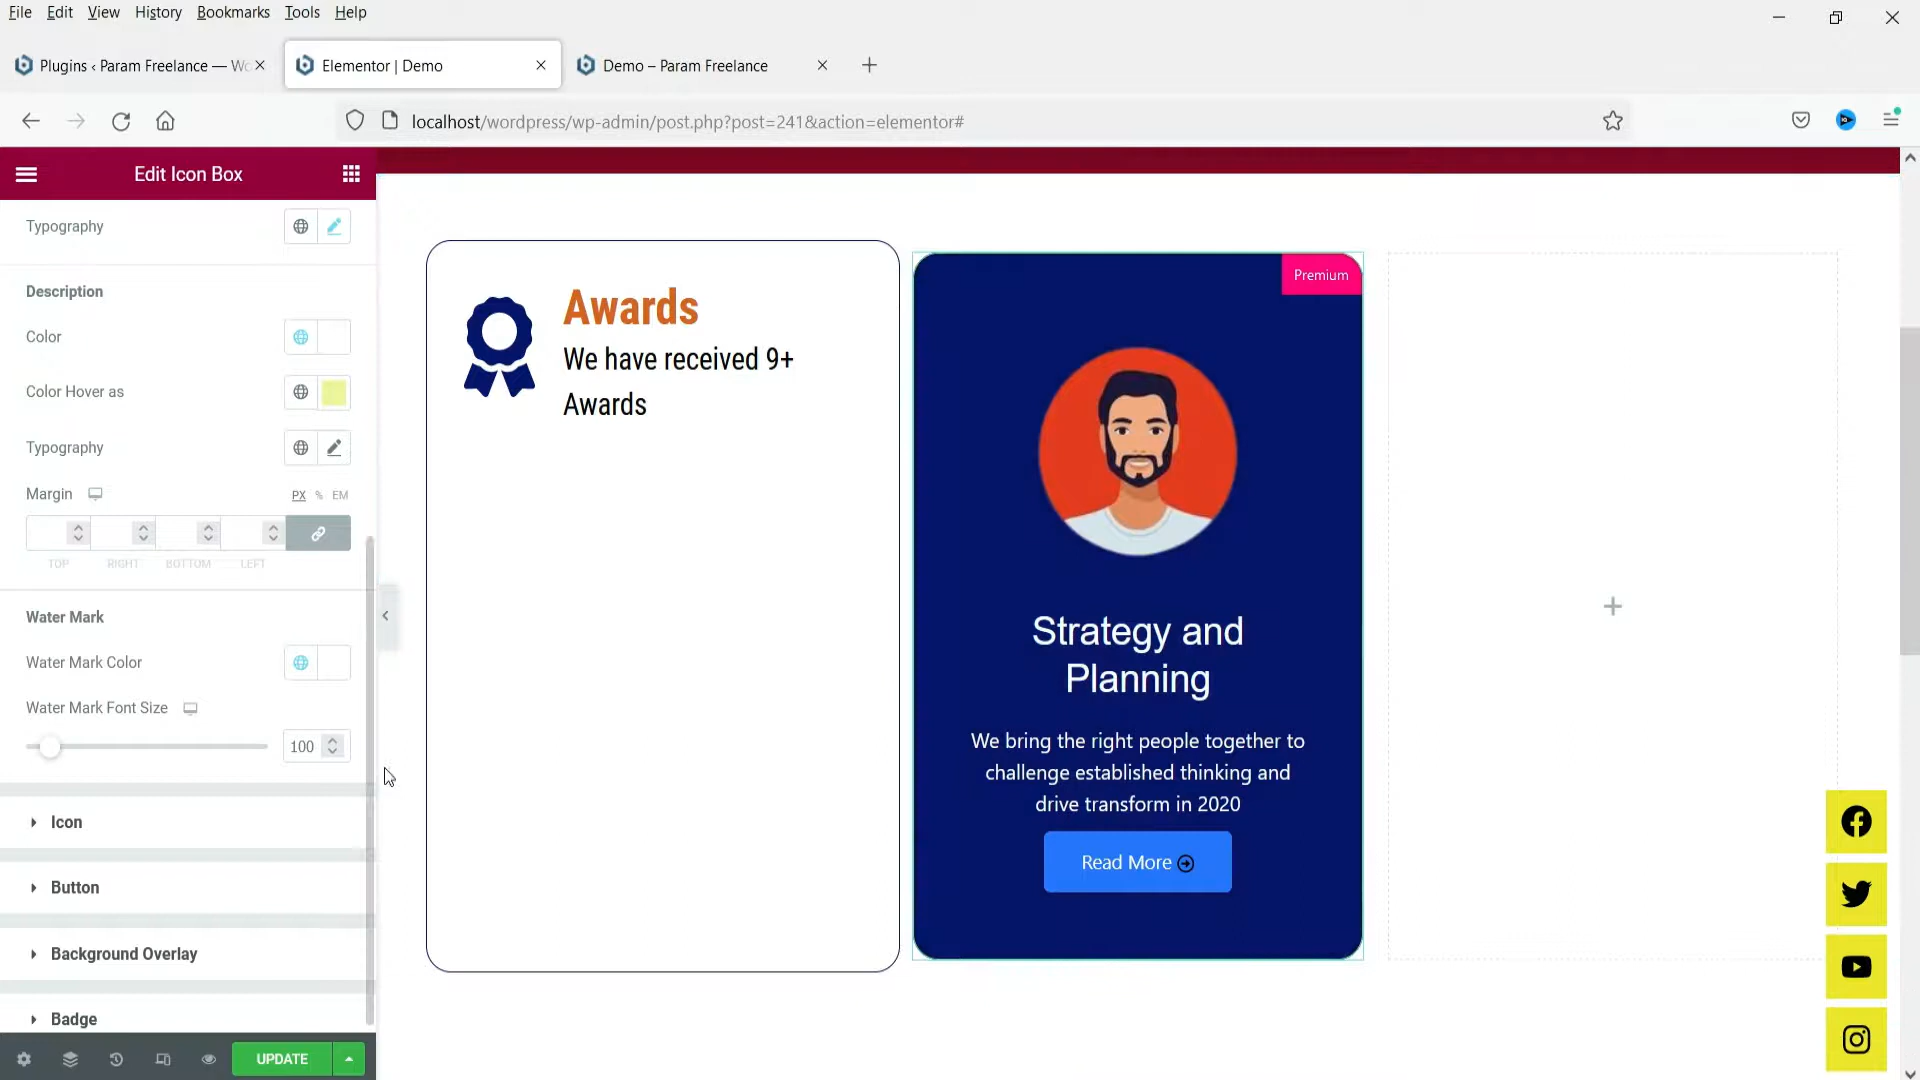 File Edit View History Bookmarks Tools Help
Plugins ‹ Param Freelance — Wo
Elementor | Demo
Demo – Param Freelance
localhost/wordpress/wp-admin/post.php?post=241&action=elementor#
Edit Icon Box
Typography
Description
Color
Color Hover as
Typography
Margin
PX % EM
TOP RIGHT BOTTOM LEFT
Water Mark
Water Mark Color
Water Mark Font Size
100
Icon
Button
Background Overlay
Badge
UPDATE
Awards
We have received 9+
Awards
Premium
Strategy and
Planning
We bring the right people together to
challenge established thinking and
drive transform in 2020
Read More